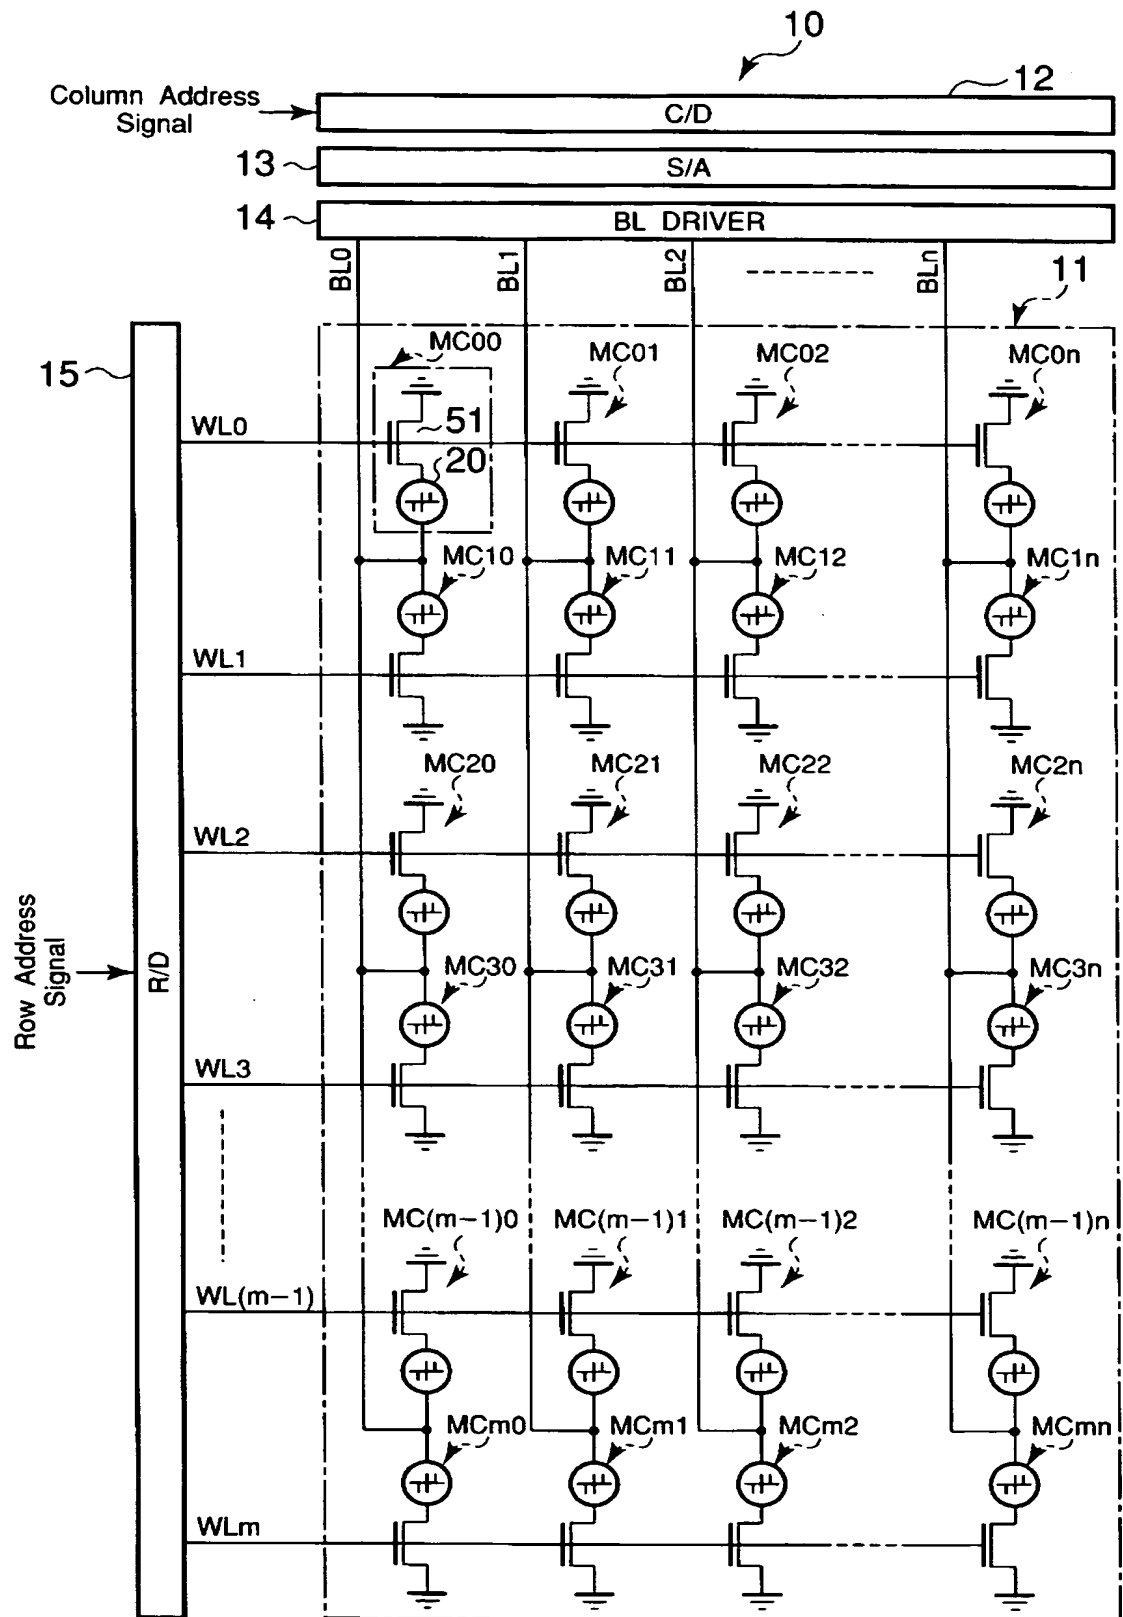 10
Column Address
Signal
12
C/D
13
S/A
14
BL DRIVER
BL0
BL1
BL2
BLn
11
15
MC00
MC01
MC02
MC0n
WL0
51
20
MC10
MC11
MC12
MC1n
WL1
MC20
MC21
MC22
MC2n
WL2
Row Address
Signal
R/D
MC30
MC31
MC32
MC3n
WL3
MC(m-1)0
MC(m-1)1
MC(m-1)2
MC(m-1)n
WL(m-1)
MCm0
MCm1
MCm2
MCmn
WLm